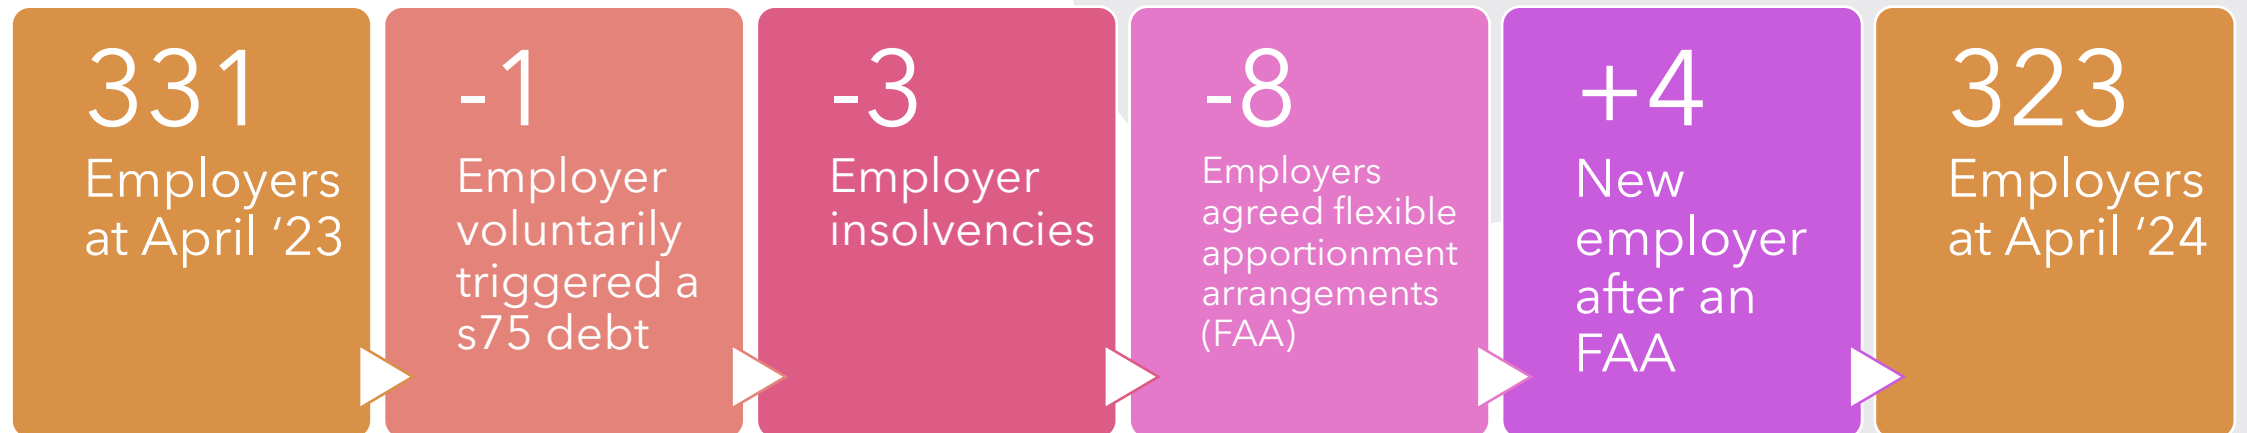 331
Employers
at April ‘23
-1
Employer
voluntarily
triggered a
s75 debt
-3
Employer
insolvencies
-8
Employers
agreed flexible
apportionment
arrangements
(FAA)
+4
New
employer
after an
FAA
323
Employers
at April ‘24